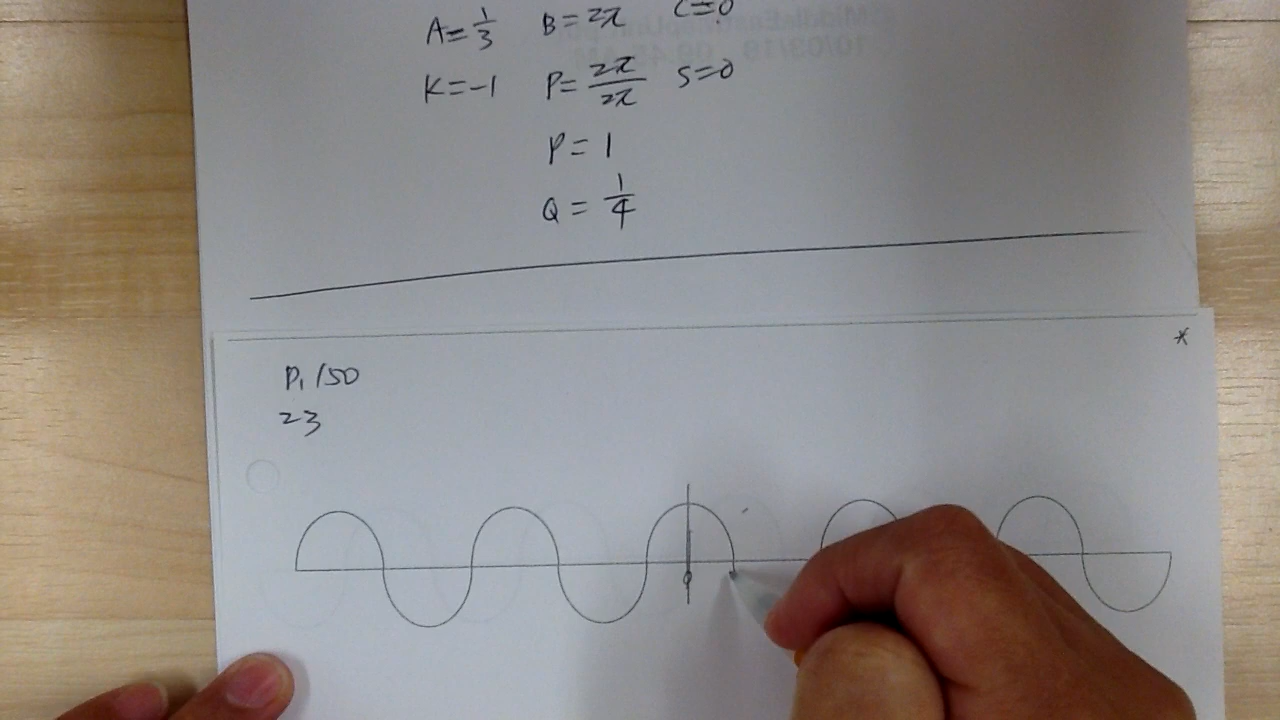 A = 1/3 B = 2π C = 0
K = -1 P = 2π/2π S = 0
P = 1
Q = 1/4
*
P. 150
23
0